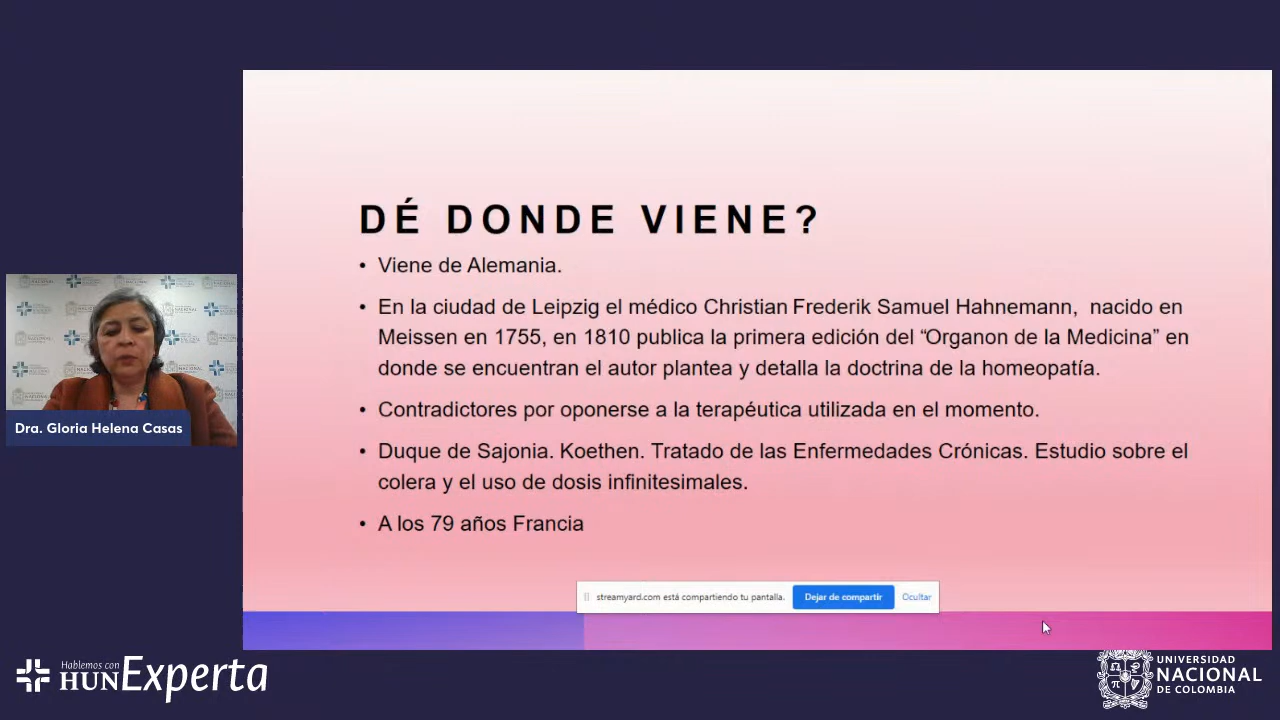 DÉ DONDE VIENE?
• Viene de Alemania.
• En la ciudad de Leipzig el médico Christian Frederik Samuel Hahnemann, nacido en
Meissen en 1755, en 1810 publica la primera edición del “Organon de la Medicina” en
donde se encuentran el autor plantea y detalla la doctrina de la homeopatía.
• Contradictores por oponerse a la terapéutica utilizada en el momento.
• Duque de Sajonia. Koethen. Tratado de las Enfermedades Crónicas. Estudio sobre el
colera y el uso de dosis infinitesimales.
• A los 79 años Francia
Dra. Gloria Helena Casas
streamyard.com está compartiendo tu pantalla. Dejar de compartir Ocultar
Hablemos con
HUN Experta
UNIVERSIDAD
NACIONAL
DE COLOMBIA